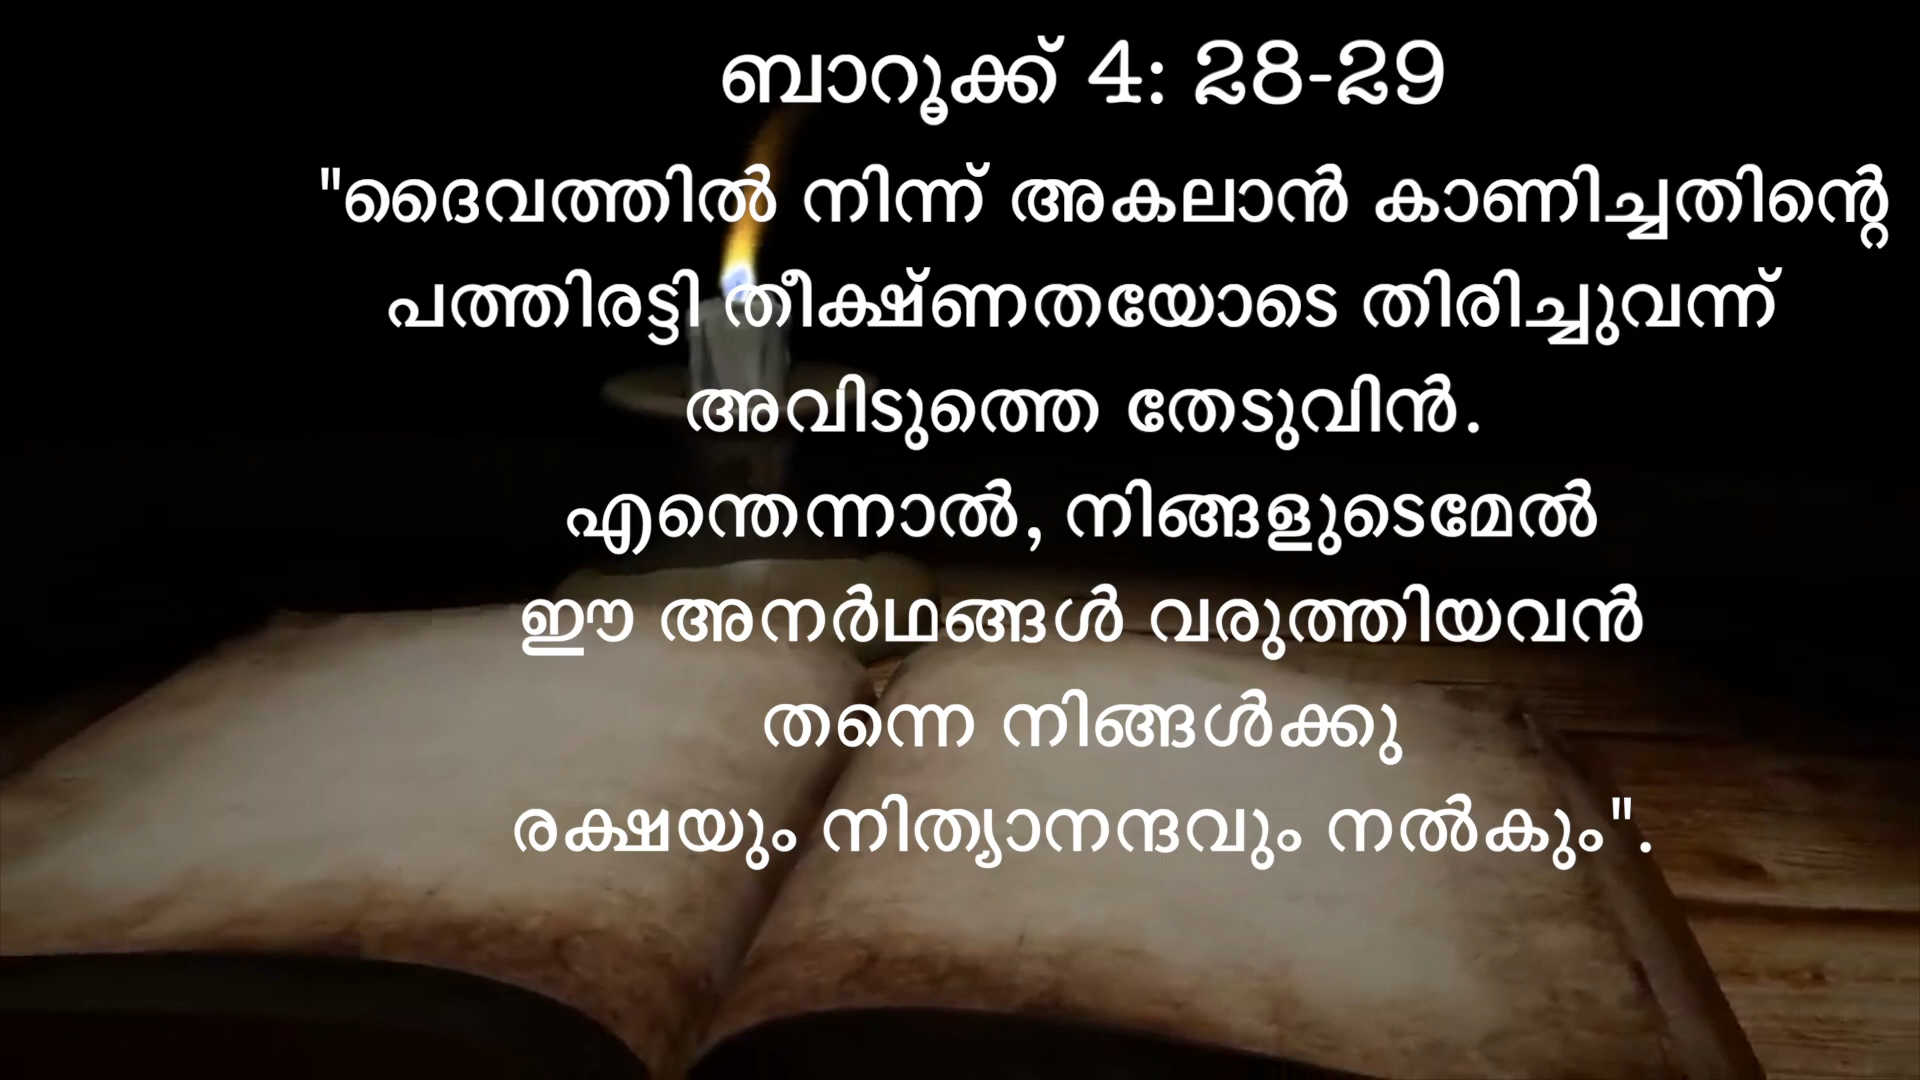 ബാറൂക്ക് 4: 28-29
"ദൈവത്തിൽ നിന്ന് അകലാൻ കാണിച്ചതിന്റെ
പത്തിരട്ടി തീക്ഷ്ണതയോടെ തിരിച്ചുവന്ന്
അവിടുത്തെ തേടുവിൻ.
എന്തെന്നാൽ, നിങ്ങളുടെമേൽ
ഈ അനർഥങ്ങൾ വരുത്തിയവൻ
തന്നെ നിങ്ങൾക്കു
രക്ഷയും നിത്യാനന്ദവും നൽകും".